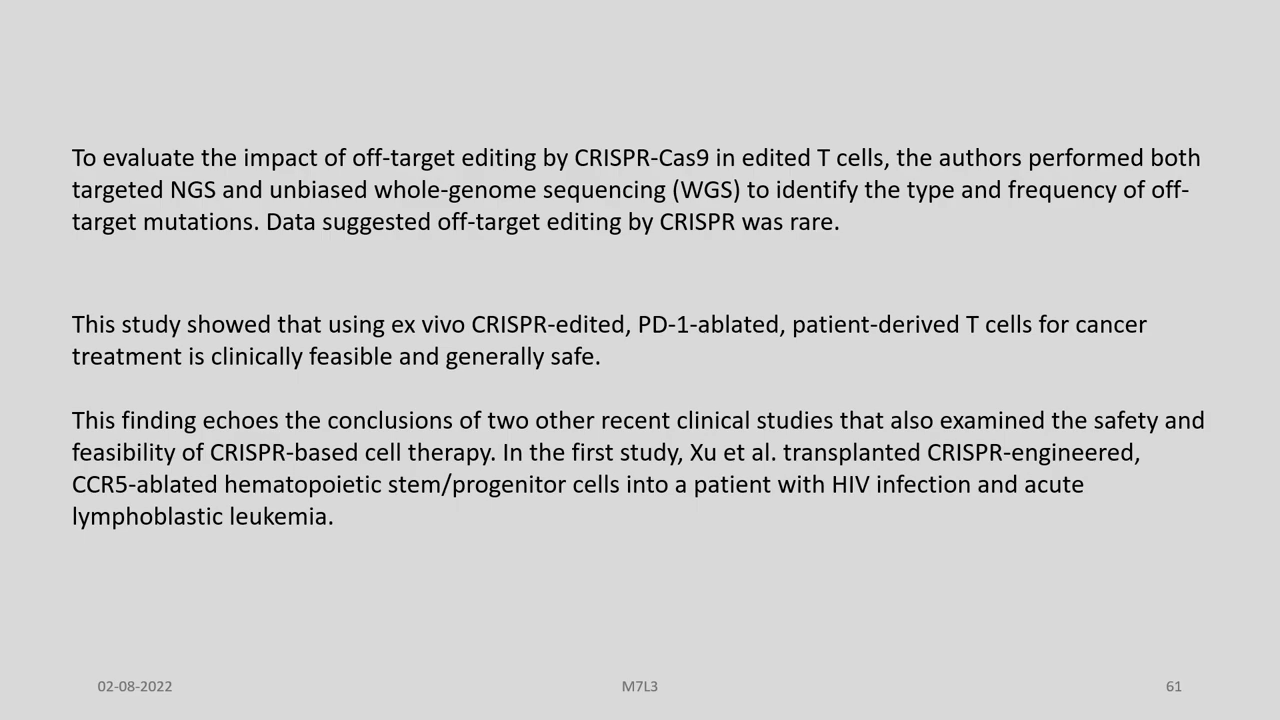 To evaluate the impact of off-target editing by CRISPR-Cas9 in edited T cells, the authors performed both
targeted NGS and unbiased whole-genome sequencing (WGS) to identify the type and frequency of off-
target mutations. Data suggested off-target editing by CRISPR was rare.
This study showed that using ex vivo CRISPR-edited, PD-1-ablated, patient-derived T cells for cancer
treatment is clinically feasible and generally safe.
This finding echoes the conclusions of two other recent clinical studies that also examined the safety and
feasibility of CRISPR-based cell therapy. In the first study, Xu et al. transplanted CRISPR-engineered,
CCR5-ablated hematopoietic stem/progenitor cells into a patient with HIV infection and acute
lymphoblastic leukemia.
02-08-2022
M7L3
61